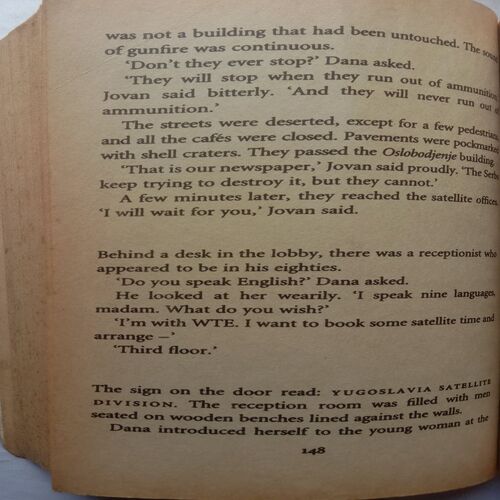 was not a building that had been untouched. The sound
of gunfire was continuous.
‘Don’t they ever stop?’ Dana asked.
‘They will stop when they run out of ammunition,
Jovan said bitterly. ‘And they will never run out of
ammunition.’
The streets were deserted, except for a few pedestrians,
and all the cafés were closed. Pavements were pockmarked
with shell craters. They passed the Oslobodjenje building.
‘That is our newspaper,’ Jovan said proudly. ‘The Serbs
keep trying to destroy it, but they cannot.’
A few minutes later, they reached the satellite offices.
‘I will wait for you,’ Jovan said.
Behind a desk in the lobby, there was a receptionist who
appeared to be in his eighties.
‘Do you speak English?’ Dana asked.
He looked at her wearily. ‘I speak nine languages,
madam. What do you wish?’
‘I’m with WTE. I want to book some satellite time and
arrange –’
‘Third floor.’
The sign on the door read: YUGOSLAVIA SATELLITE
DIVISION. The reception room was filled with men
seated on wooden benches lined against the walls.
Dana introduced herself to the young woman at the
148